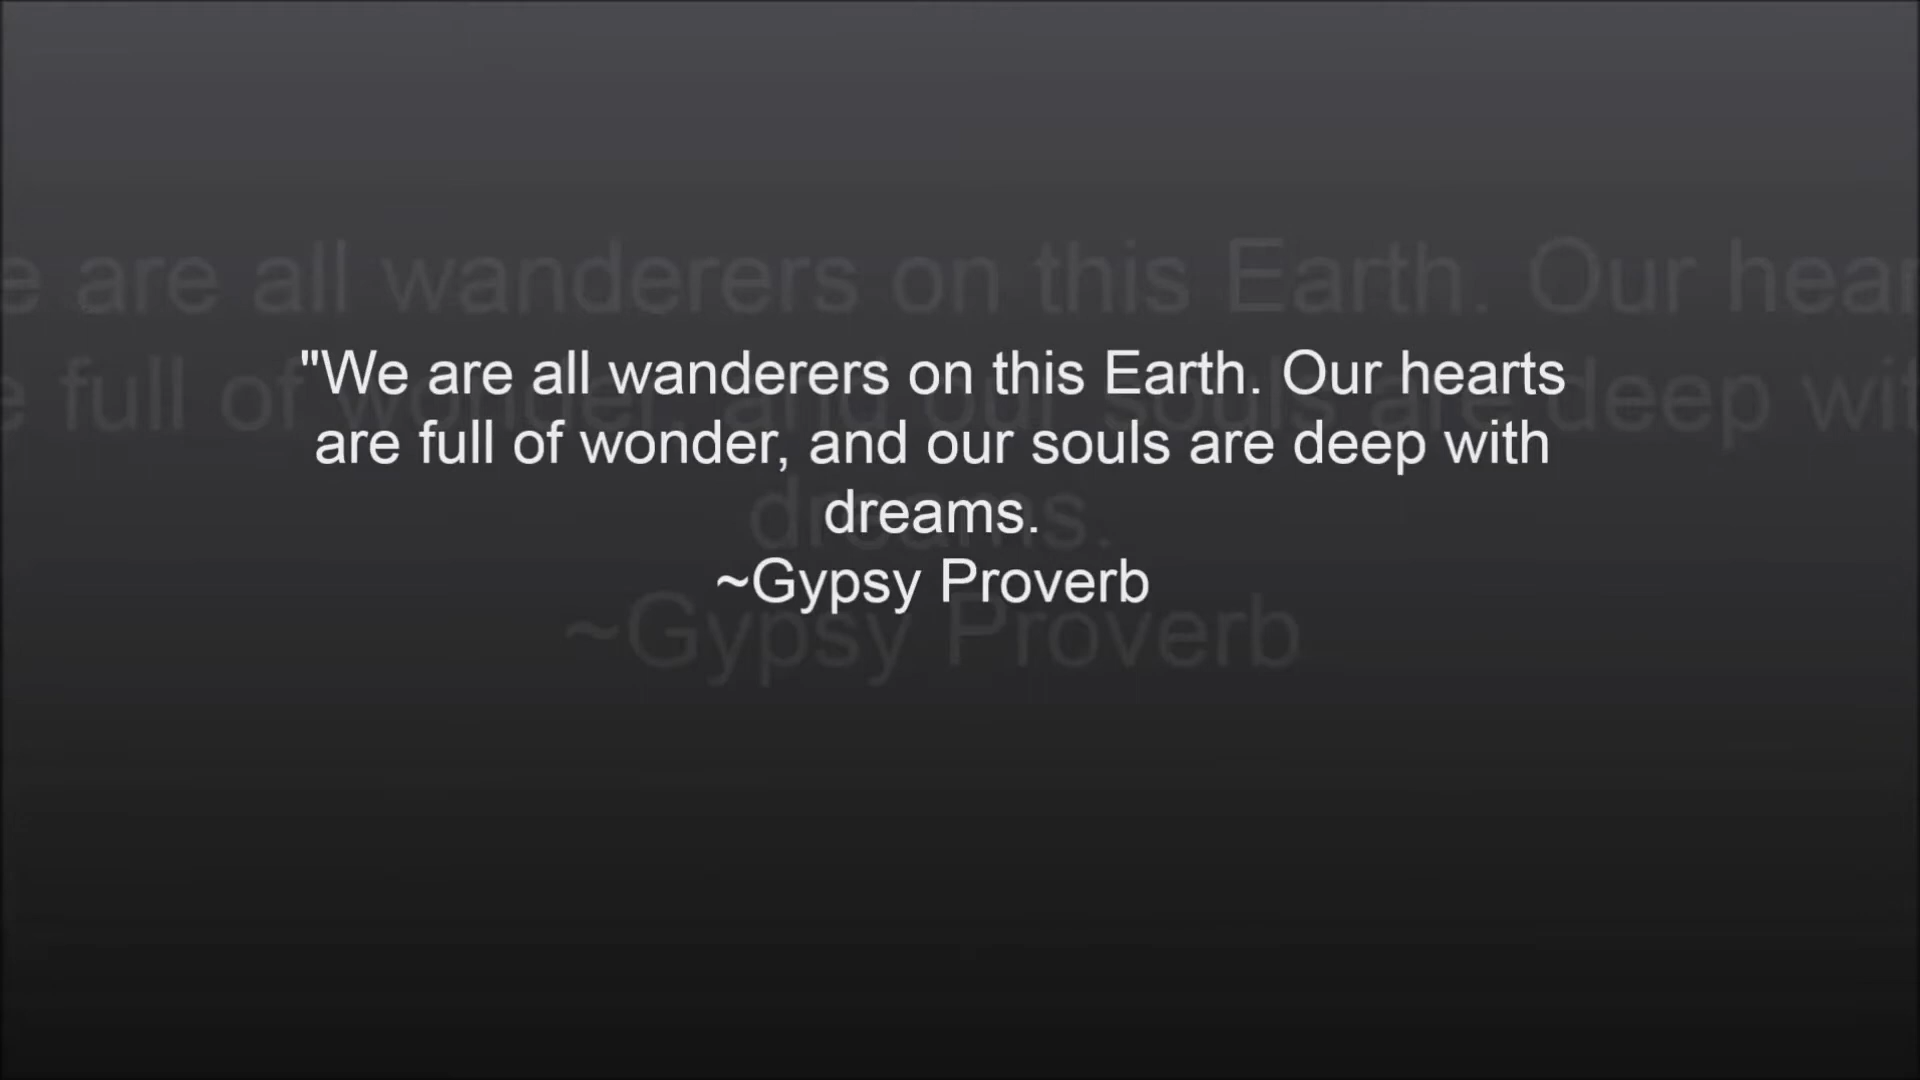 "We are all wanderers on this Earth. Our hearts
are full of wonder, and our souls are deep with
dreams.
~Gypsy Proverb